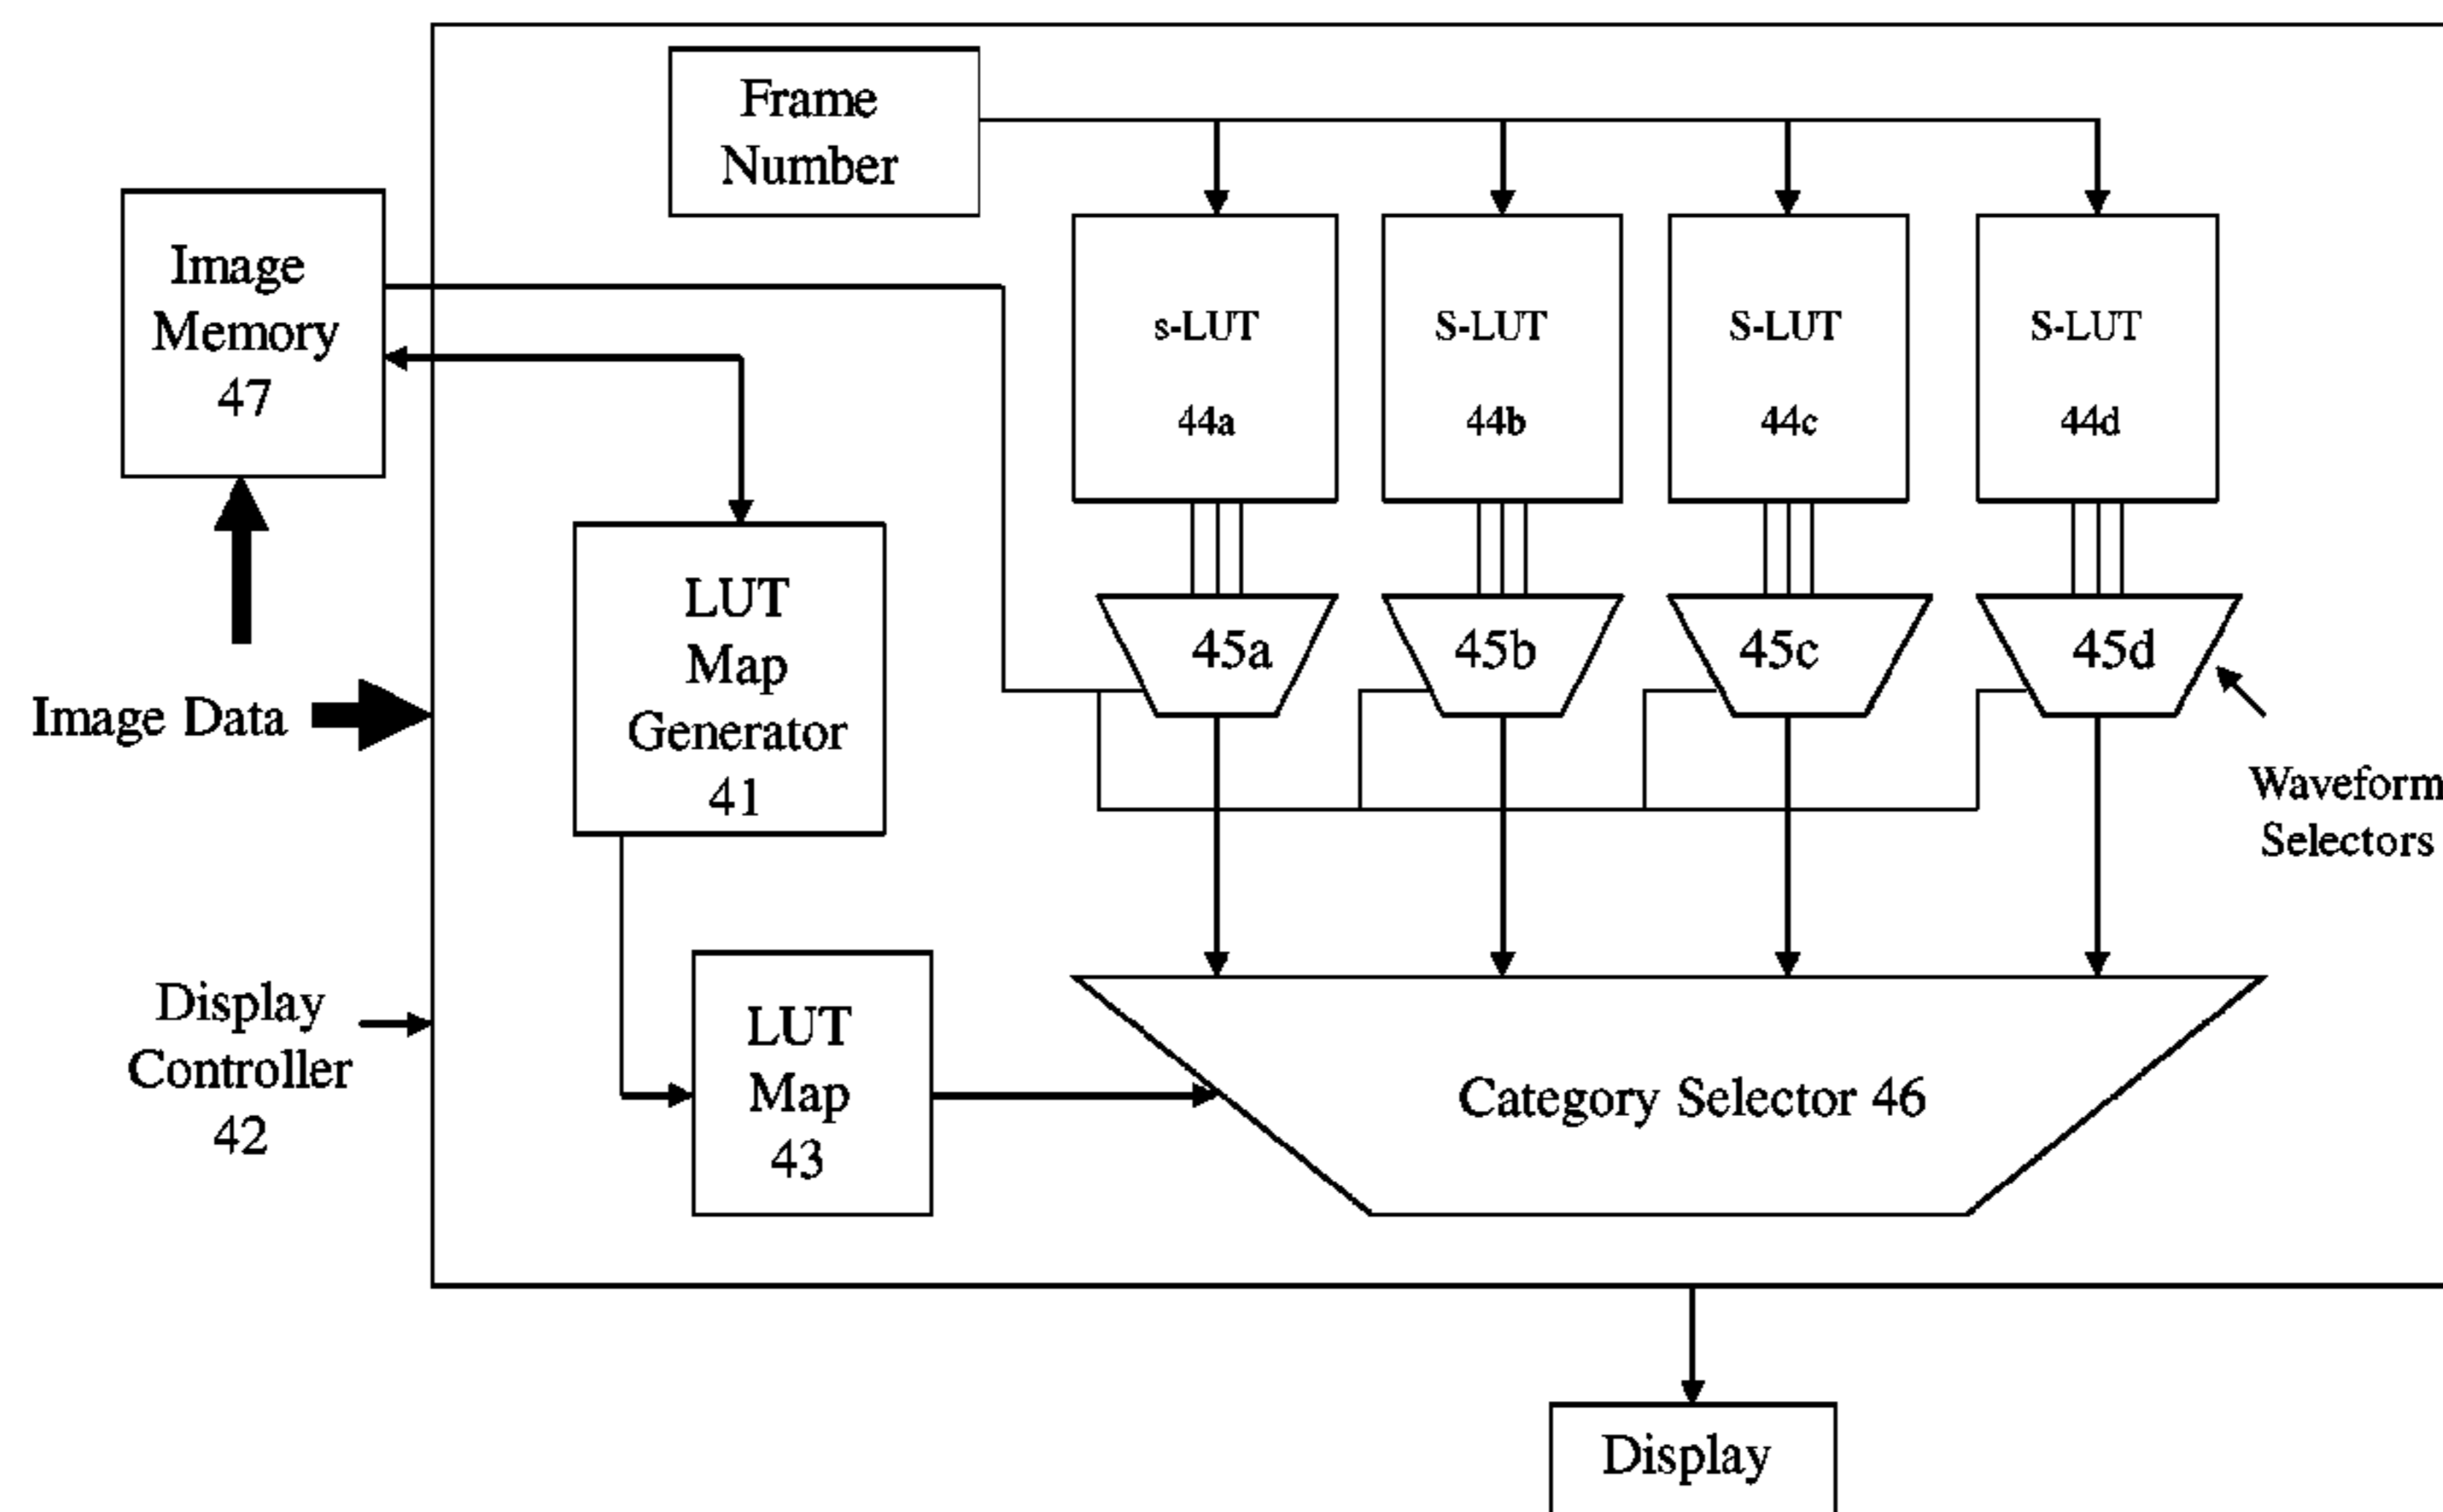 Frame
Number
Image
Memory
47
s-LUT
44a
S-LUT
44b
S-LUT
44c
S-LUT
44d
LUT
Map
Generator
41
45a
45b
45c
45d
Image Data
Waveform
Selectors
Display
Controller
42
LUT
Map
43
Category Selector 46
Display